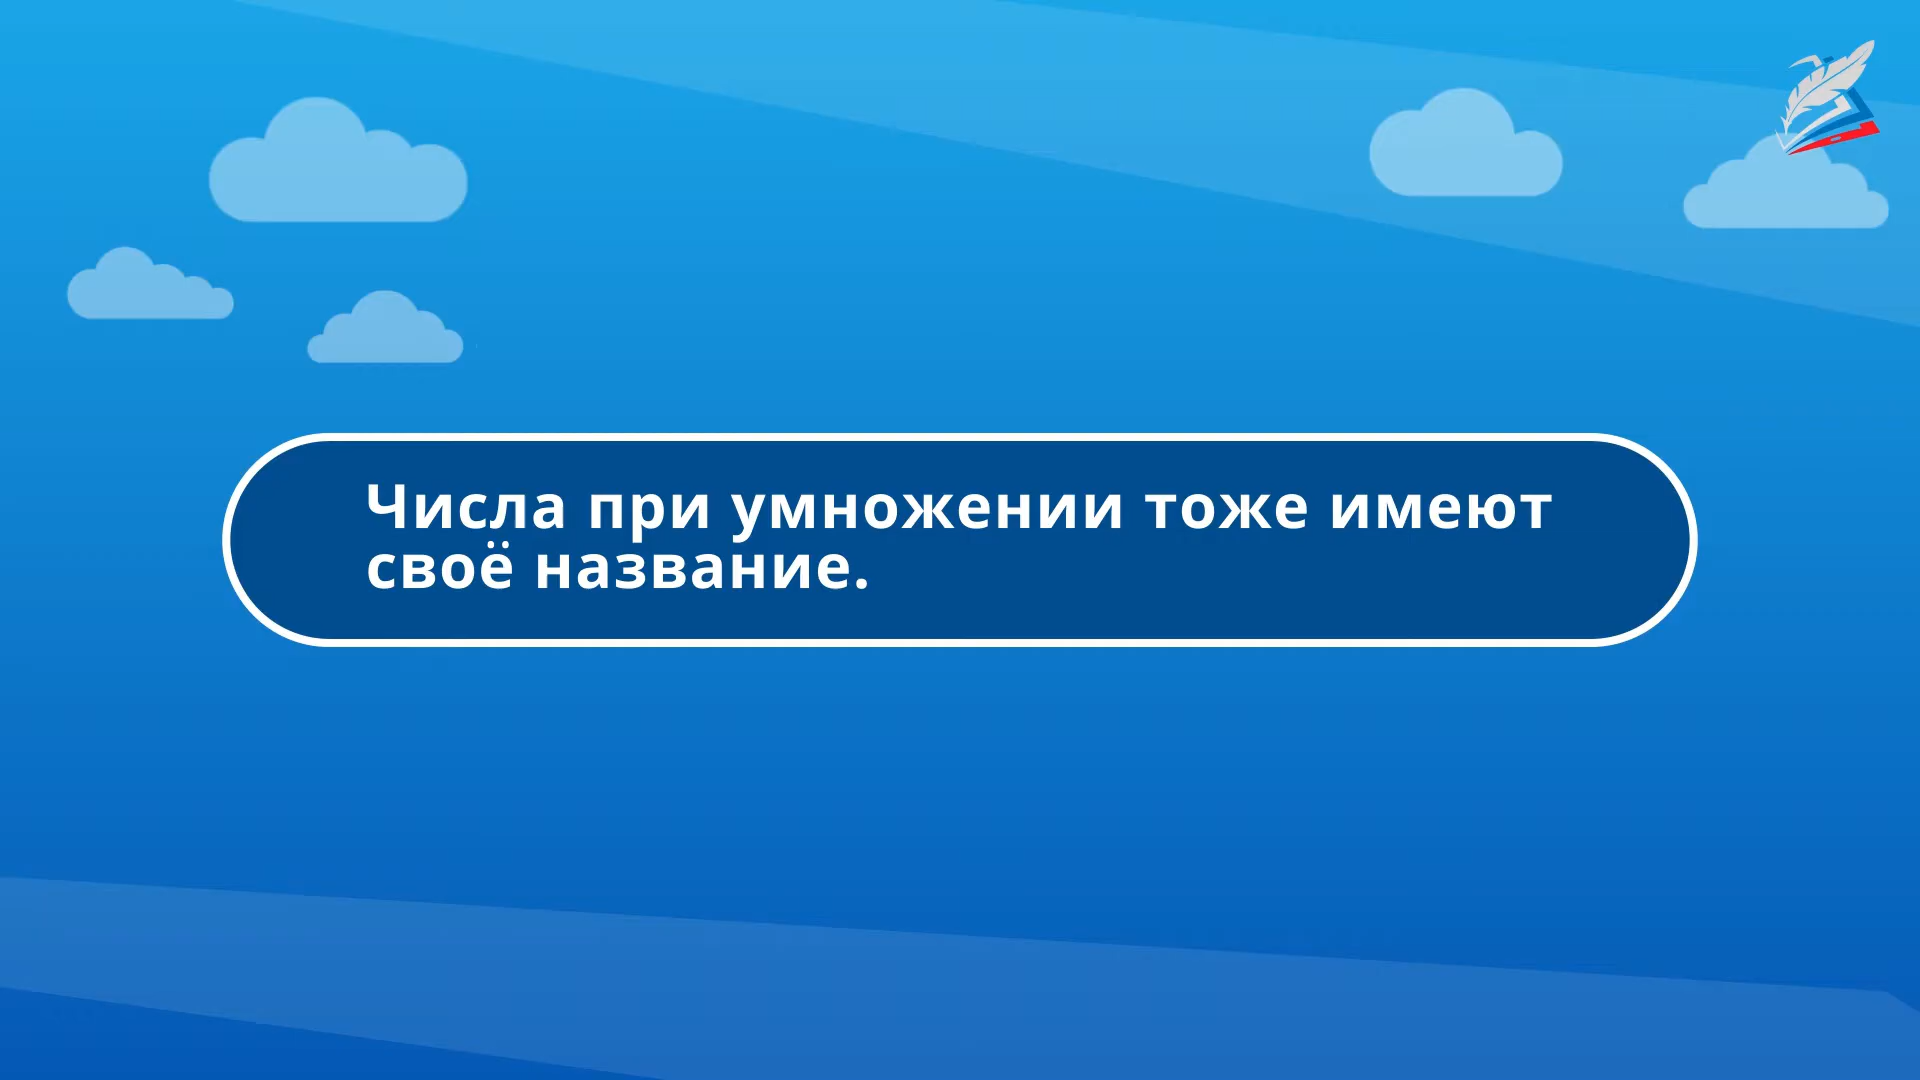 Числа при умножении тоже имеют
своё название.